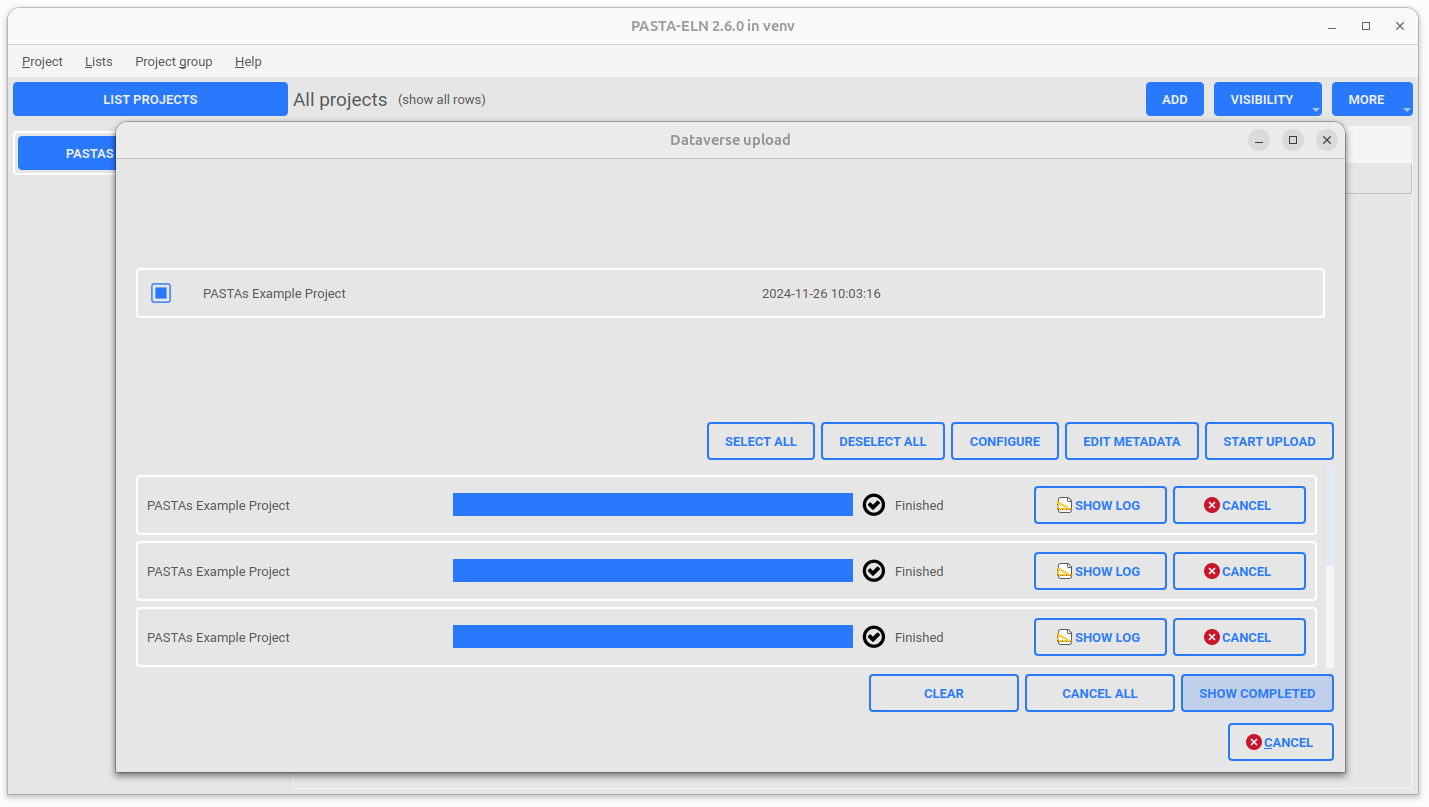 PASTA-ELN 2.6.0 in venv
Project Lists Project group Help
LIST PROJECTS All projects (show all rows) ADD VISIBILITY MORE
PASTAS
Dataverse upload
PASTAs Example Project 2024-11-26 10:03:16
SELECT ALL DESELECT ALL CONFIGURE EDIT METADATA START UPLOAD
PASTAs Example Project Finished SHOW LOG CANCEL
PASTAs Example Project Finished SHOW LOG CANCEL
PASTAs Example Project Finished SHOW LOG CANCEL
CLEAR CANCEL ALL SHOW COMPLETED
CANCEL